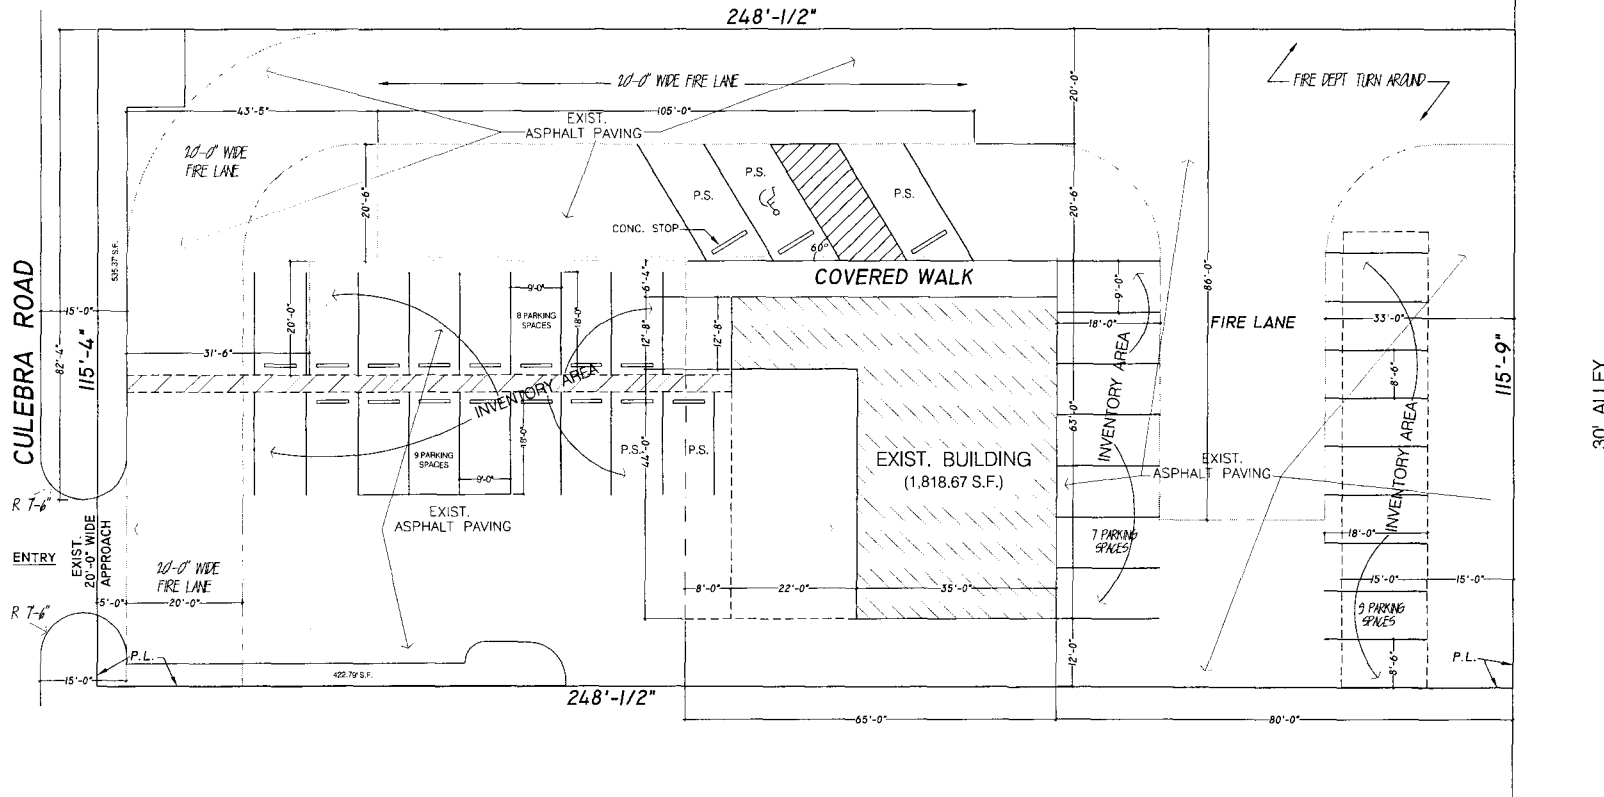 248'-1/2"
20'-0" WIDE FIRE LANE
FIRE DEPT TURN AROUND
20'-0"
43'-5"
105'-0"
EXIST.
ASPHALT PAVING
20'-0" WIDE
FIRE LANE
P.S.
P.S.
P.S.
20'-6"
20'-6"
CONC. STOP
60°
535.37' S.F.
COVERED WALK
CULEBRA ROAD
15'-0"
82'-4"
115'-4"
20'-0"
9'-0"
8 PARKING
SPACES
18'-0"
6'-4"
12'-8"
12'-8"
31'-6"
INVENTORY AREA
9'-0"
18'-0"
INVENTORY AREA
86'-0"
FIRE LANE
33'-0"
8'-6"
INVENTORY AREA
115'-9"
30' ALLEY
63'-0"
9 PARKING
SPACES
18'-0"
9'-0"
P.S.
P.S.
44'-0"
EXIST. BUILDING
(1,818.67 S.F.)
EXIST.
ASPHALT PAVING
EXIST.
ASPHALT PAVING
R 7'-6"
ENTRY
EXIST.
20'-0" WIDE
APPROACH
20'-0" WIDE
FIRE LANE
7 PARKING
SPACES
18'-0"
15'-0"
15'-0"
5'-0"
20'-0"
8'-0"
22'-0"
35'-0"
9 PARKING
SPACES
R 7'-6"
P.L.
12'-0"
8'-6"
P.L.
15'-0"
422.79' S.F.
248'-1/2"
65'-0"
80'-0"